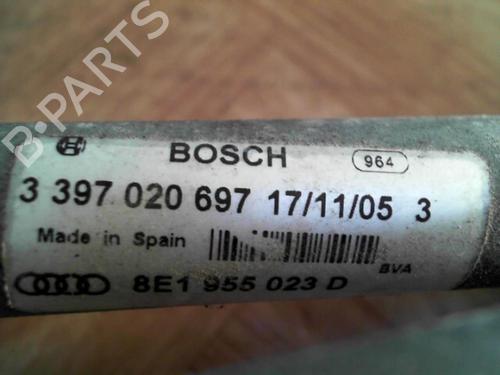 B-PARTS
BOSCH 964
3 397 020 697 17/11/05 3
Made in Spain
BVA
8E1 955 023 D